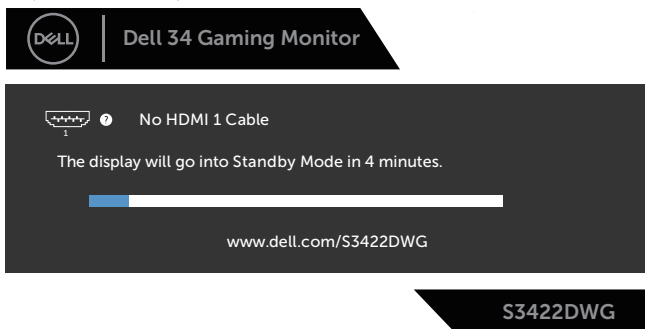 DELL
Dell 34 Gaming Monitor
1
?
No HDMI 1 Cable
The display will go into Standby Mode in 4 minutes.
www.dell.com/S3422DWG
S3422DWG